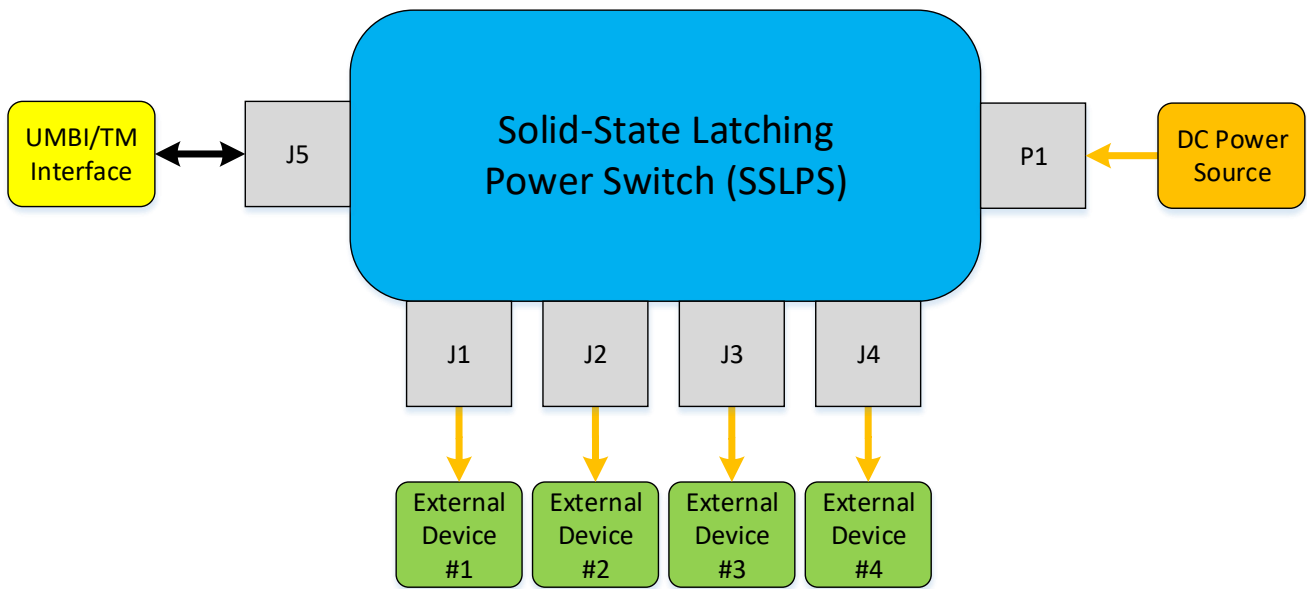 Solid-State Latching
Power Switch (SSLPS)
UMBI/TM
Interface
J5
P1
DC Power
Source
J1
J2
J3
J4
External
Device
#1
External
Device
#2
External
Device
#3
External
Device
#4